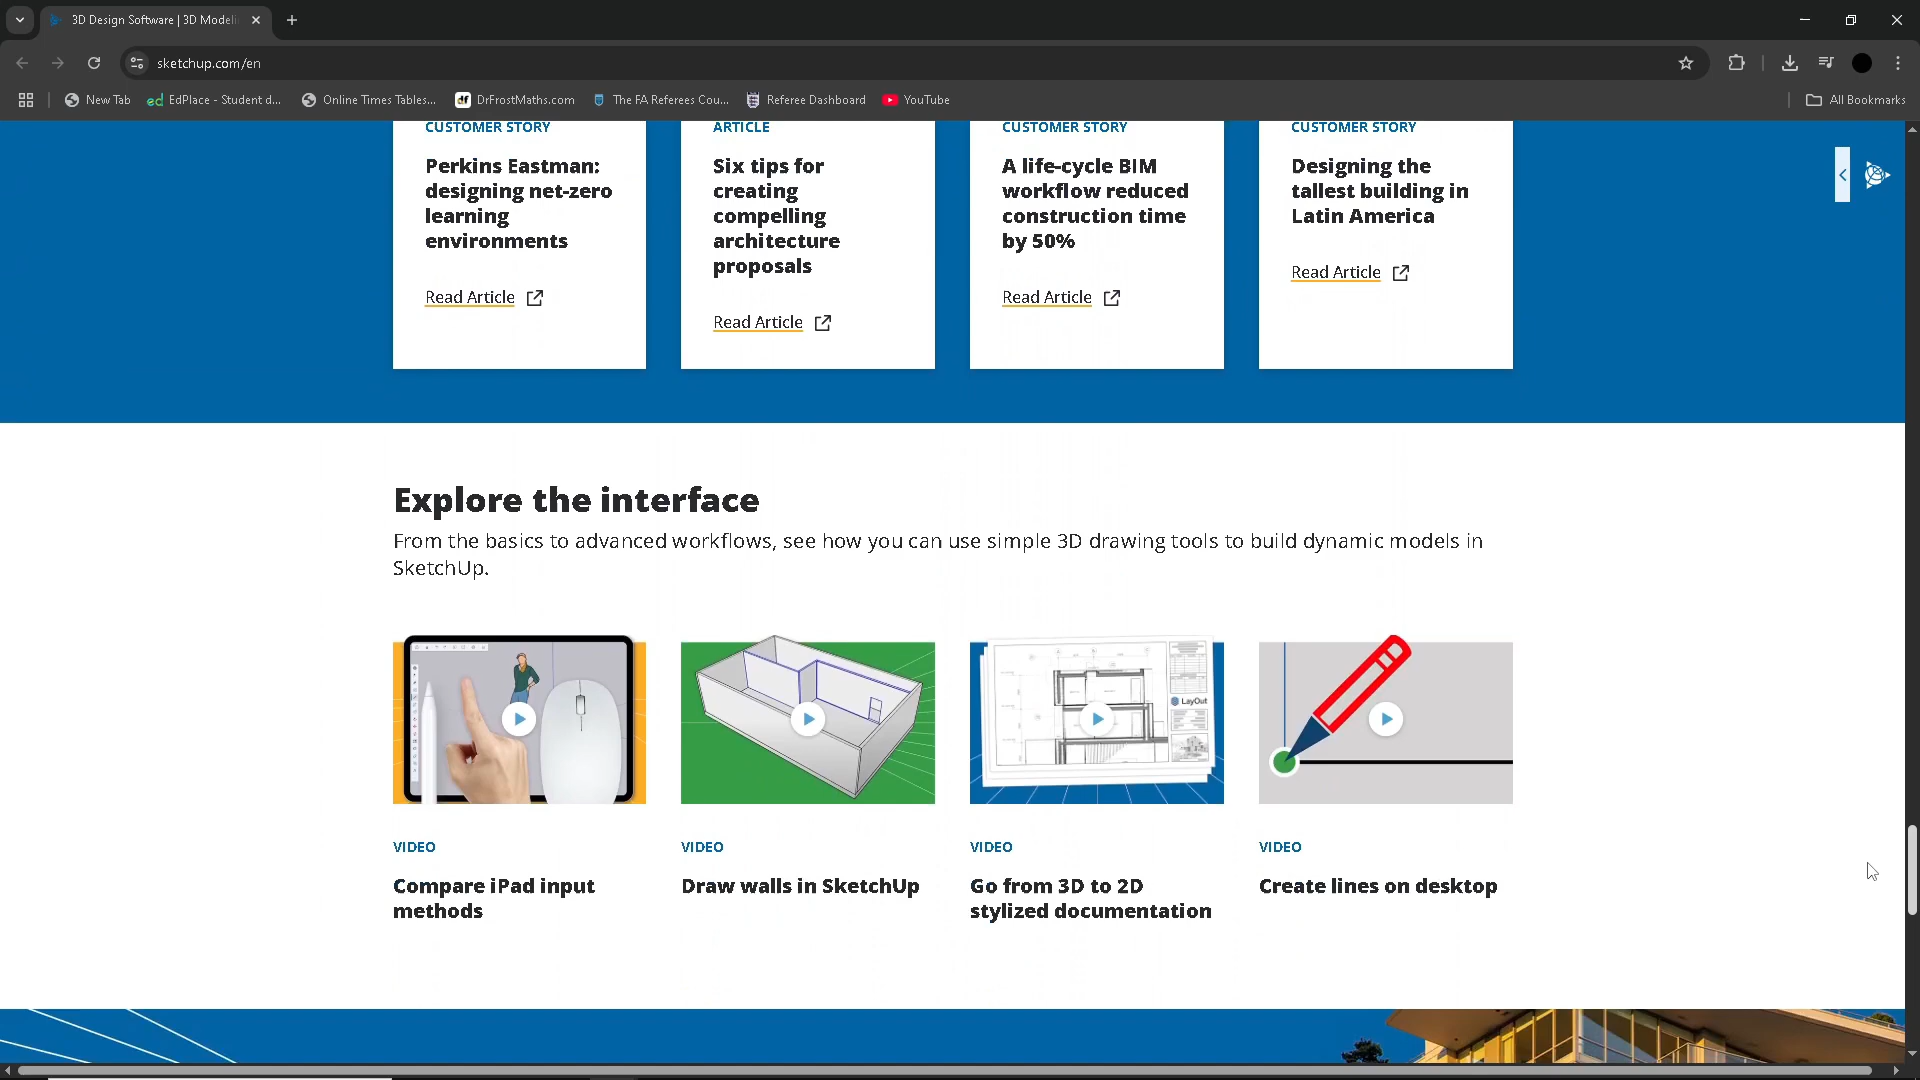 3D Design Software | 3D Modeli
sketchup.com/en
New Tab
EdPlace - Student d...
Online Times Tables...
DrFrostMaths.com
The FA Referees Cou...
Referee Dashboard
YouTube
All Bookmarks
CUSTOMER STORY
Perkins Eastman:
designing net-zero
learning
environments
Read Article
ARTICLE
Six tips for
creating
compelling
architecture
proposals
Read Article
CUSTOMER STORY
A life-cycle BIM
workflow reduced
construction time
by 50%
Read Article
CUSTOMER STORY
Designing the
tallest building in
Latin America
Read Article
Explore the interface
From the basics to advanced workflows, see how you can use simple 3D drawing tools to build dynamic models in
SketchUp.
LayOut
VIDEO
Compare iPad input
methods
VIDEO
Draw walls in SketchUp
VIDEO
Go from 3D to 2D
stylized documentation
VIDEO
Create lines on desktop